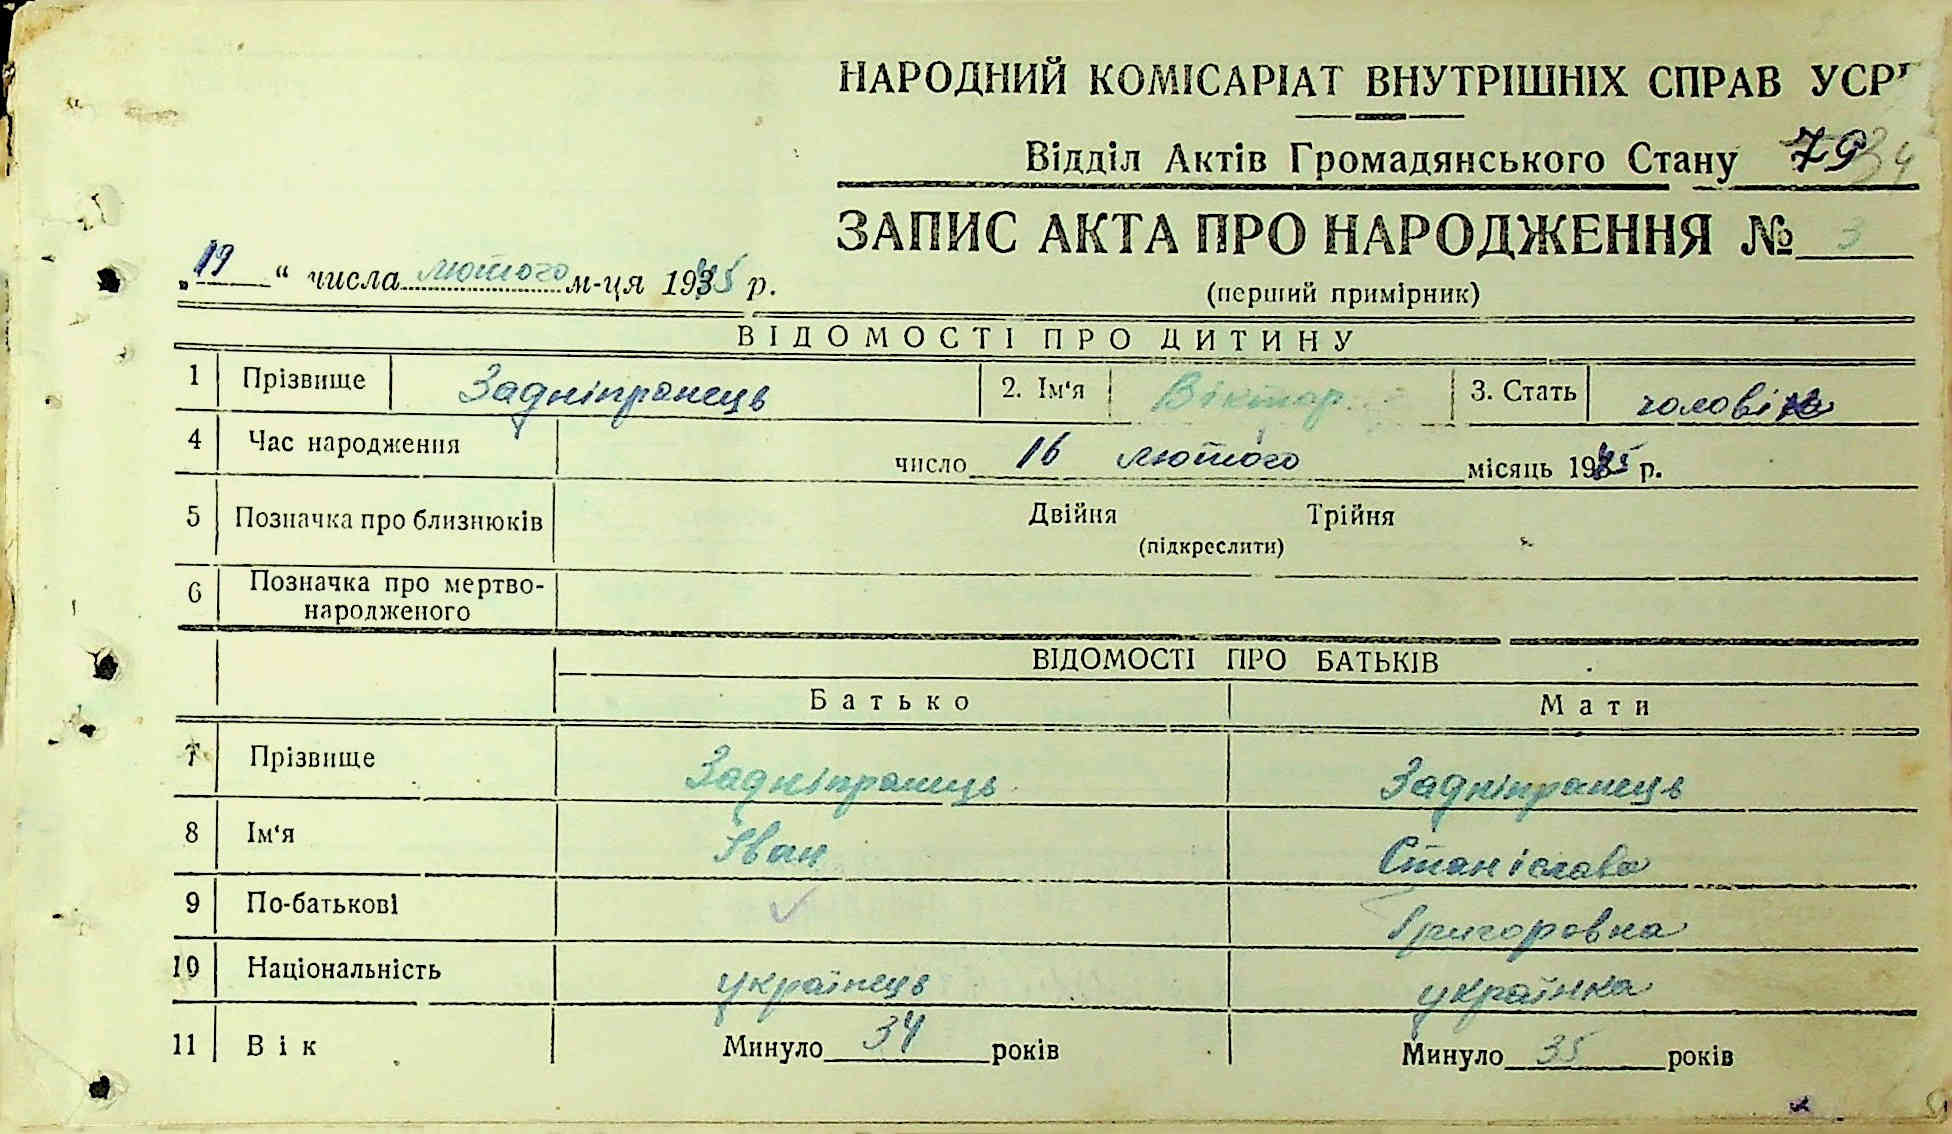 НАРОДНИЙ КОМІСАРІАТ ВНУТРІШНІХ СПРАВ УСРР
Відділ Актів Громадянського Стану 79
ЗАПИС АКТА ПРО НАРОДЖЕННЯ № 3
„19“ числа лютого м-ця 1935 р.
(перший примірник)
ВІДОМОСТІ ПРО ДИТИНУ
1 Прізвище Задніпранець 2. Ім‘я Віктор 3. Стать чоловіча
4 Час народження число 16 лютого місяць 1935 р.
5 Позначка про близнюків Двійня Трійня
(підкреслити)
6 Позначка про мертво-
народженого
ВІДОМОСТІ ПРО БАТЬКІВ
Батько Мати
7 Прізвище Задніпранець Задніпранець
8 Ім‘я Іван Станіслава
9 По-батькові Григоровна
10 Національність українець українка
11 Вік Минуло 34 років Минуло 35 років